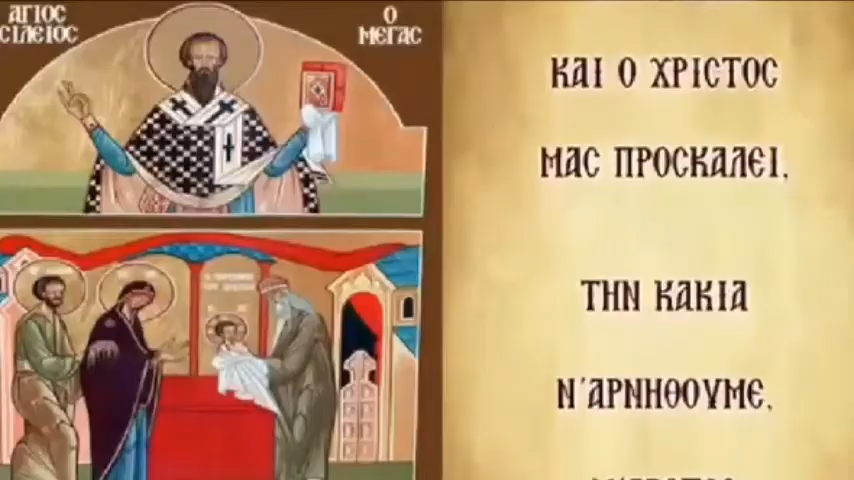 ΑΓΙΟΣ
ΣΙΛΕΙΟΣ
Ο
ΜΕΓΑΣ
ΚΑΙ Ο ΧΡΙΣΤΟΣ
ΜΑΣ ΠΡΟΣΚΑΛΕΙ,
ΤΗΝ ΚΑΚΙΑ
Ν'ΑΡΝΗΘΟΥΜΕ,